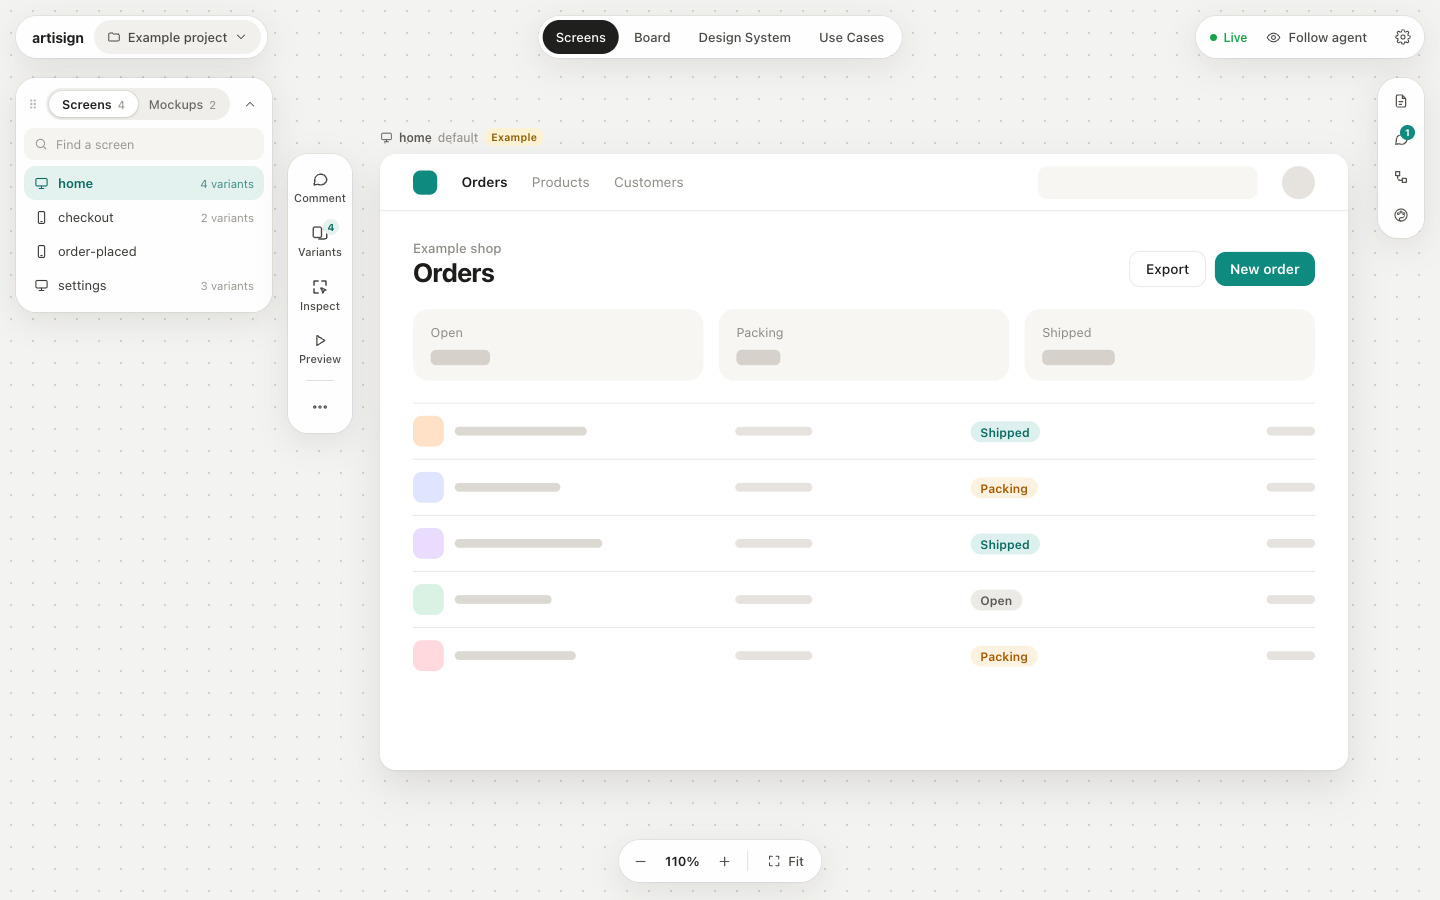 artisign
Example project
Screens
Board
Design System
Use Cases
Live
Follow agent
Screens 4
Mockups 2
Find a screen
home 4 variants
checkout 2 variants
order-placed
settings 3 variants
Comment
4
Variants
Inspect
Preview
1
home default Example
Orders
Products
Customers
Example shop
Orders
Export
New order
Open
Packing
Shipped
Shipped
Packing
Shipped
Open
Packing
110%
Fit